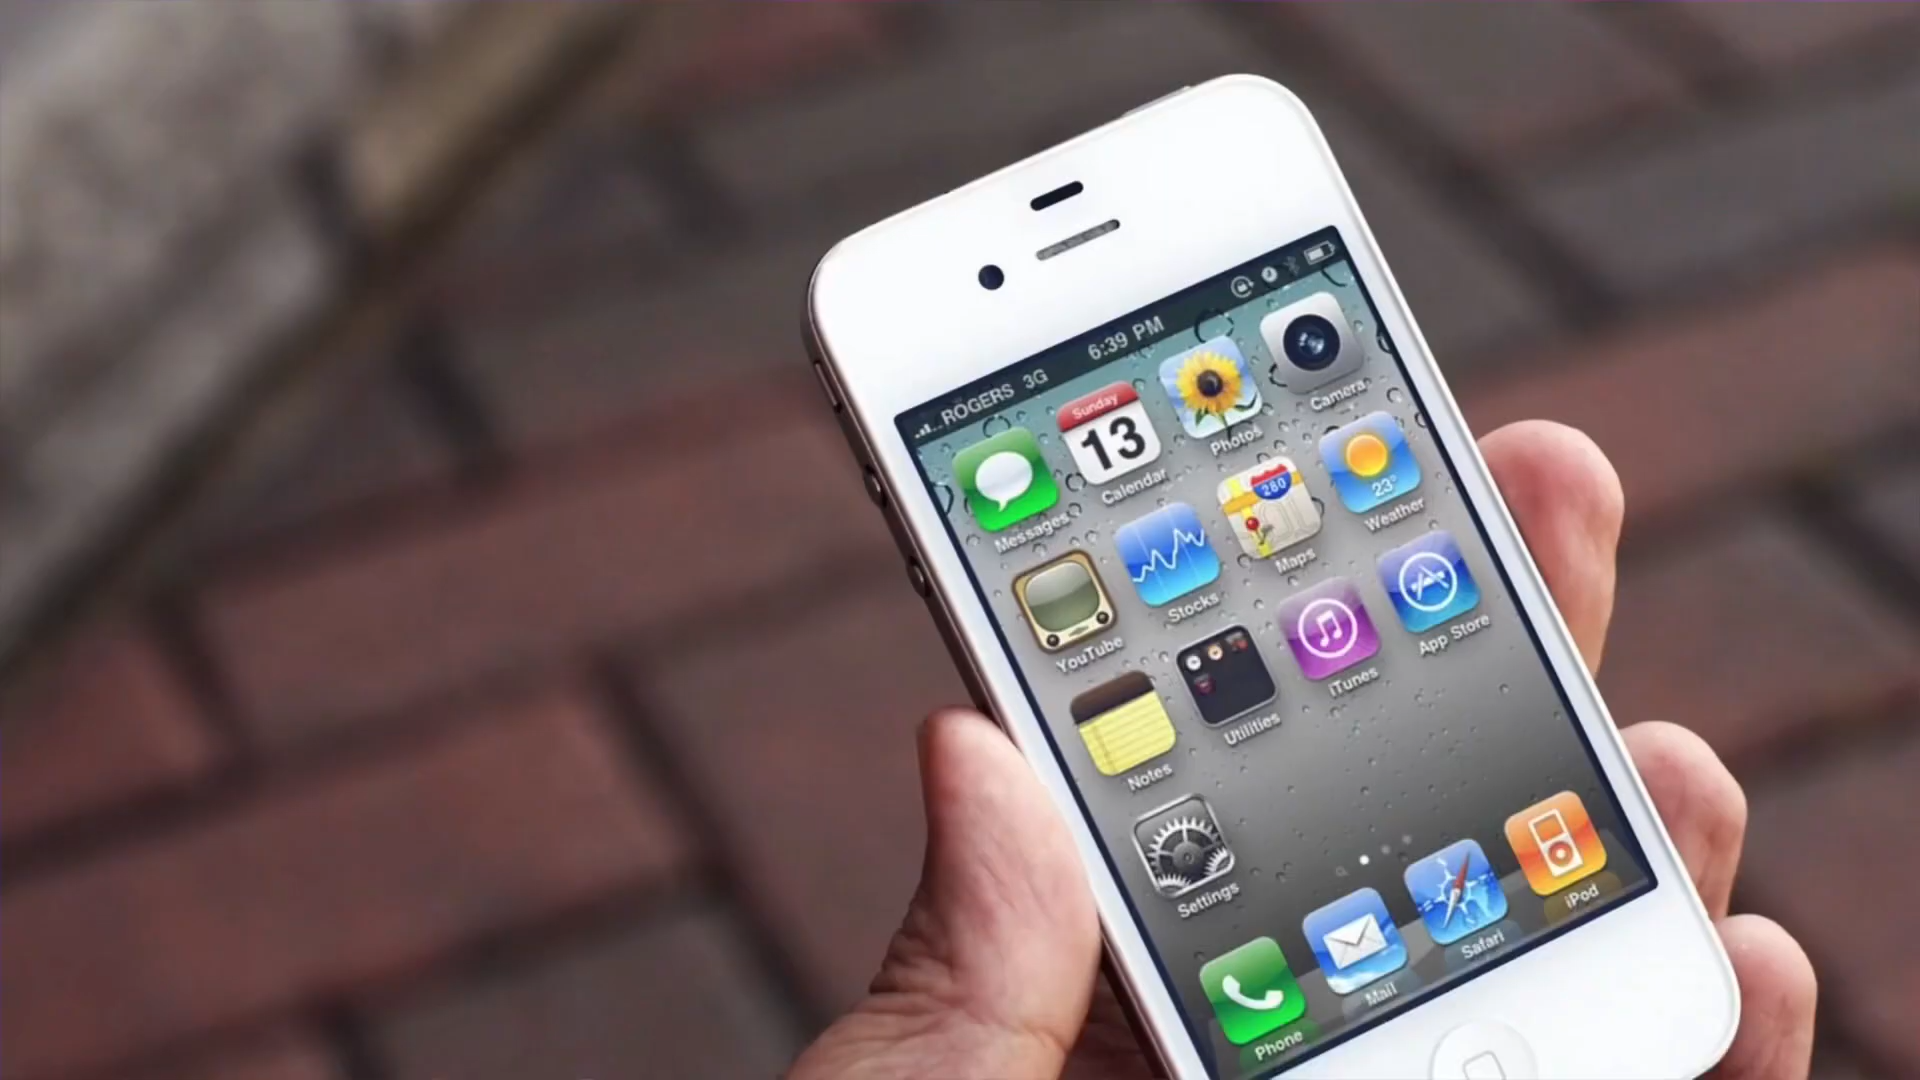 ROGERS 3G 6:39 PM
Messages
Sunday
13
Calendar
Photos
Camera
YouTube
Stocks
280
Maps
23°
Weather
Notes
Utilities
iTunes
App Store
Settings
Phone
Mail
Safari
iPod